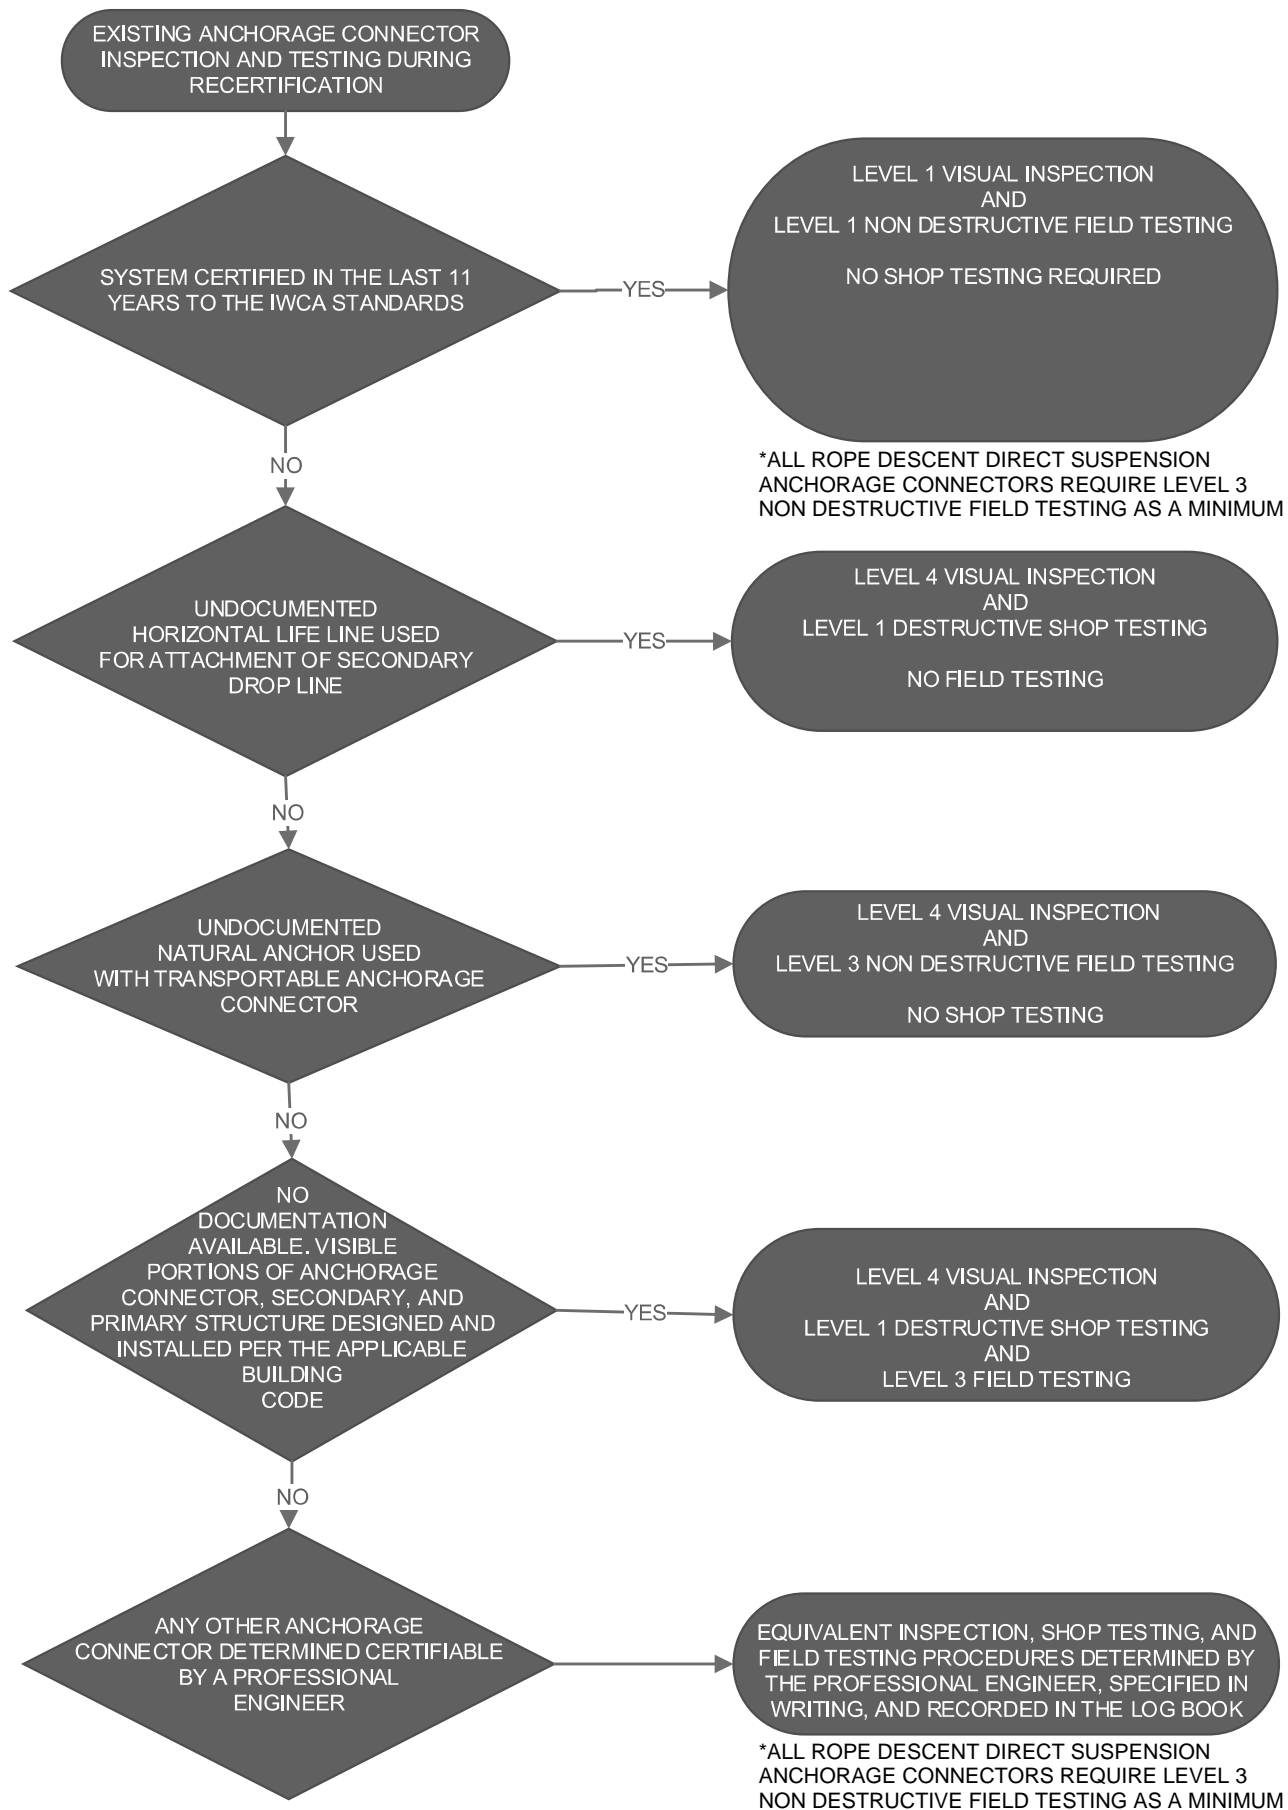 EXISTING ANCHORAGE CONNECTOR
INSPECTION AND TESTING DURING
RECERTIFICATION
SYSTEM CERTIFIED IN THE LAST 11
YEARS TO THE IWCA STANDARDS
YES
LEVEL 1 VISUAL INSPECTION
AND
LEVEL 1 NON DESTRUCTIVE FIELD TESTING
NO SHOP TESTING REQUIRED
*ALL ROPE DESCENT DIRECT SUSPENSION
ANCHORAGE CONNECTORS REQUIRE LEVEL 3
NON DESTRUCTIVE FIELD TESTING AS A MINIMUM
NO
UNDOCUMENTED
HORIZONTAL LIFE LINE USED
FOR ATTACHMENT OF SECONDARY
DROP LINE
YES
LEVEL 4 VISUAL INSPECTION
AND
LEVEL 1 DESTRUCTIVE SHOP TESTING
NO FIELD TESTING
NO
UNDOCUMENTED
NATURAL ANCHOR USED
WITH TRANSPORTABLE ANCHORAGE
CONNECTOR
YES
LEVEL 4 VISUAL INSPECTION
AND
LEVEL 3 NON DESTRUCTIVE FIELD TESTING
NO SHOP TESTING
NO
NO
DOCUMENTATION
AVAILABLE. VISIBLE
PORTIONS OF ANCHORAGE
CONNECTOR, SECONDARY, AND
PRIMARY STRUCTURE DESIGNED AND
INSTALLED PER THE APPLICABLE
BUILDING
CODE
YES
LEVEL 4 VISUAL INSPECTION
AND
LEVEL 1 DESTRUCTIVE SHOP TESTING
AND
LEVEL 3 FIELD TESTING
NO
ANY OTHER ANCHORAGE
CONNECTOR DETERMINED CERTIFIABLE
BY A PROFESSIONAL
ENGINEER
EQUIVALENT INSPECTION, SHOP TESTING, AND
FIELD TESTING PROCEDURES DETERMINED BY
THE PROFESSIONAL ENGINEER, SPECIFIED IN
WRITING, AND RECORDED IN THE LOG BOOK
*ALL ROPE DESCENT DIRECT SUSPENSION
ANCHORAGE CONNECTORS REQUIRE LEVEL 3
NON DESTRUCTIVE FIELD TESTING AS A MINIMUM